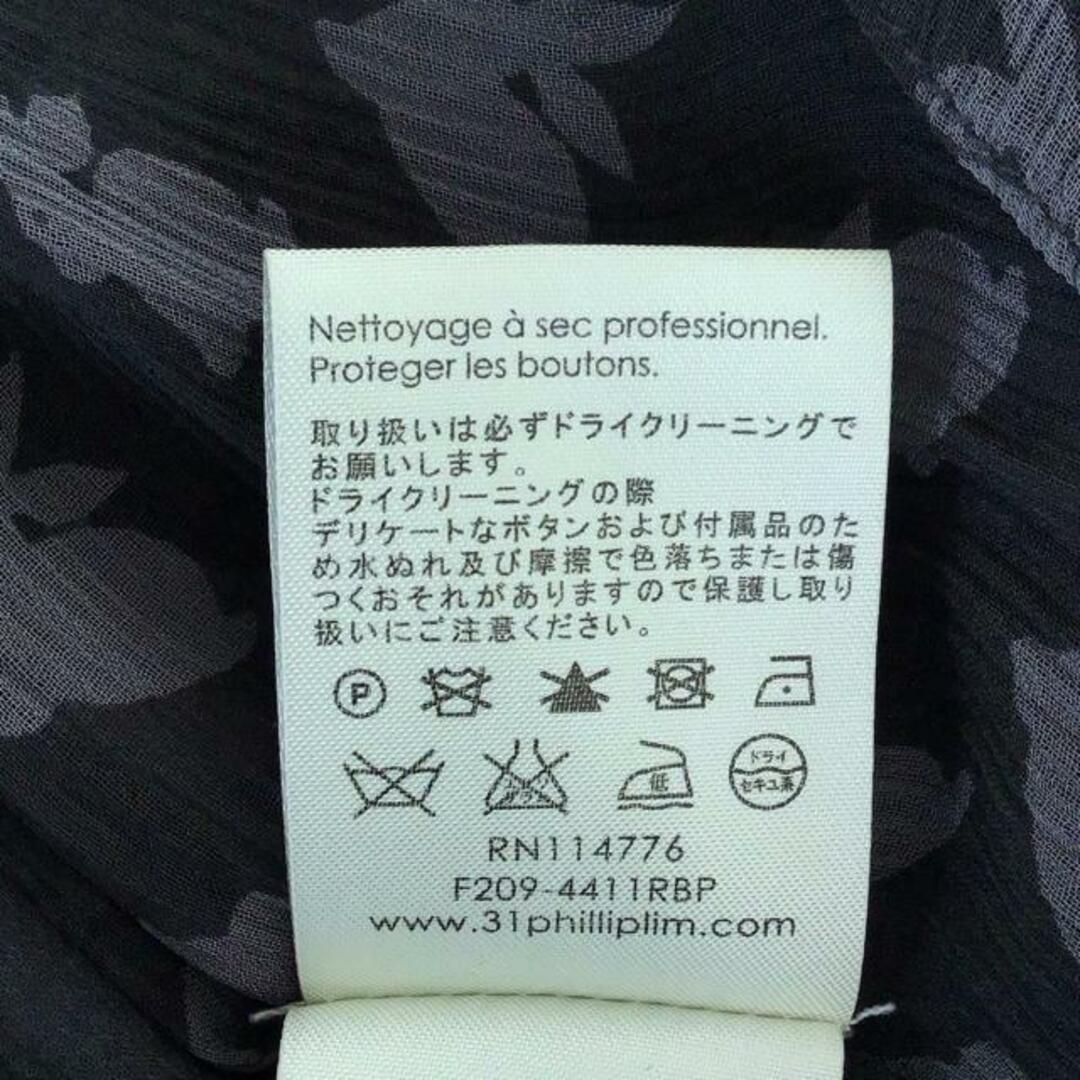 Nettoyage à sec professionnel.
Proteger les boutons.
取り扱いは必ずドライクリーニングで
お願いします。
ドライクリーニングの際
デリケートなボタンおよび付属品のた
め水ぬれ及び摩擦で色落ちまたは傷
つくおそれがありますので保護し取り
扱いにご注意ください。
P
低
ドライ
セキユ系
RN114776
F209-4411RBP
www.31philliplim.com